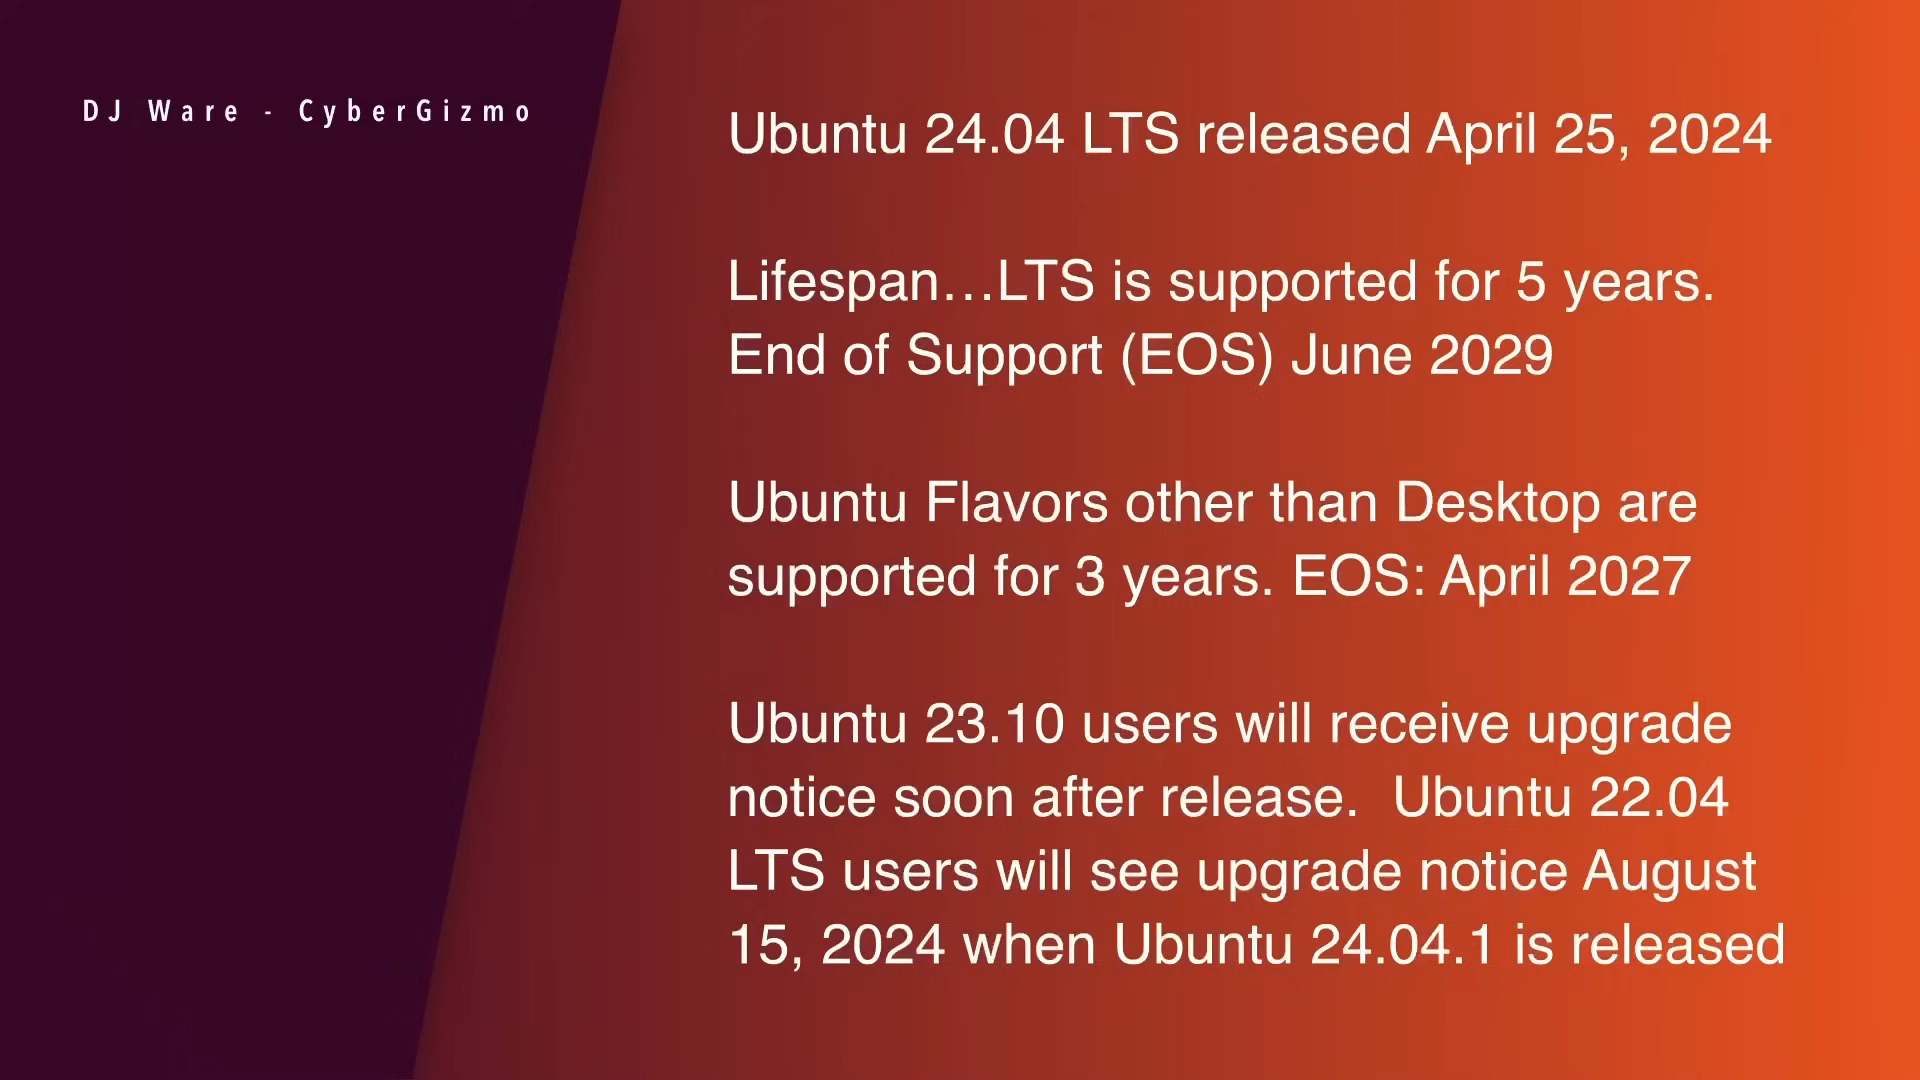 DJ Ware - CyberGizmo
Ubuntu 24.04 LTS released April 25, 2024
Lifespan…LTS is supported for 5 years.
End of Support (EOS) June 2029
Ubuntu Flavors other than Desktop are
supported for 3 years. EOS: April 2027
Ubuntu 23.10 users will receive upgrade
notice soon after release.  Ubuntu 22.04
LTS users will see upgrade notice August
15, 2024 when Ubuntu 24.04.1 is released